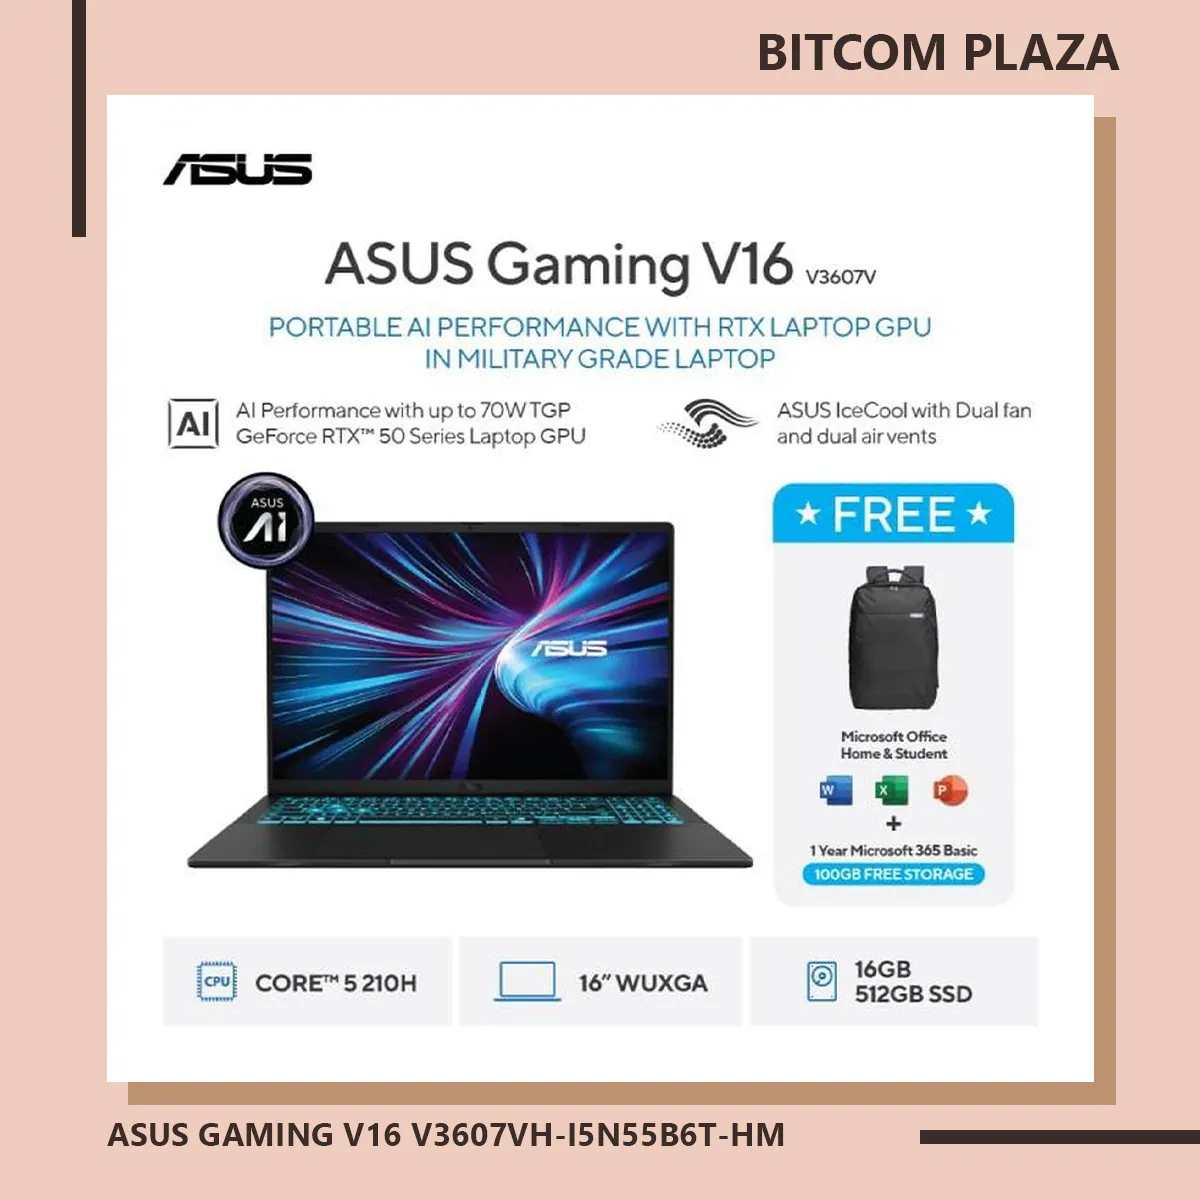 BITCOM PLAZA
ASUS
ASUS Gaming V16 V3607V
PORTABLE AI PERFORMANCE WITH RTX LAPTOP GPU
IN MILITARY GRADE LAPTOP
AI
AI Performance with up to 70W TGP
GeForce RTX™ 50 Series Laptop GPU
ASUS IceCool with Dual fan
and dual air vents
ASUS
Ai
ASUS
★ FREE ★
Microsoft Office
Home & Student
W X P
+
1 Year Microsoft 365 Basic
100GB FREE STORAGE
CPU
CORE™ 5 210H
16” WUXGA
16GB
512GB SSD
ASUS GAMING V16 V3607VH-I5N55B6T-HM